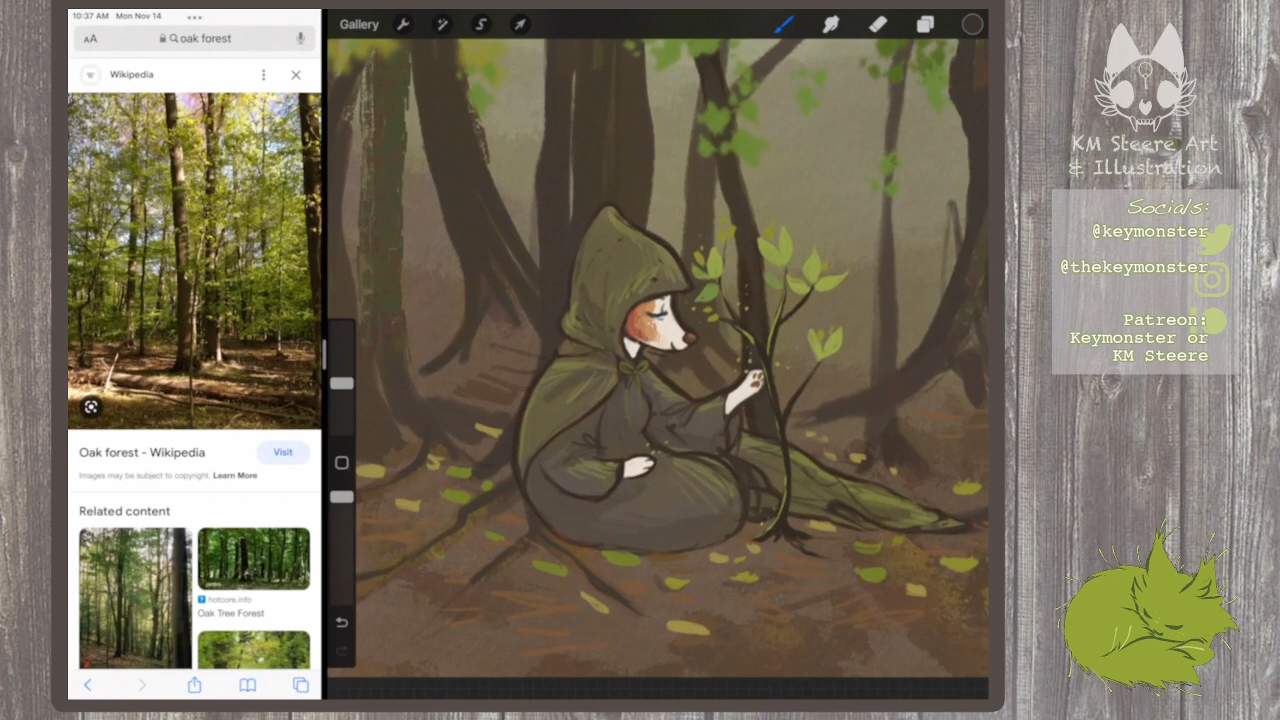 10:37 AM Mon Nov 14
AA
oak forest
W
Wikipedia
Oak forest - Wikipedia
Visit
Images may be subject to copyright. Learn More
Related content
hotcore.info
Oak Tree Forest
Gallery
KM Steere Art
& Illustration
Socials:
@keymonster
@thekeymonster
Patreon:
Keymonster or
KM Steere